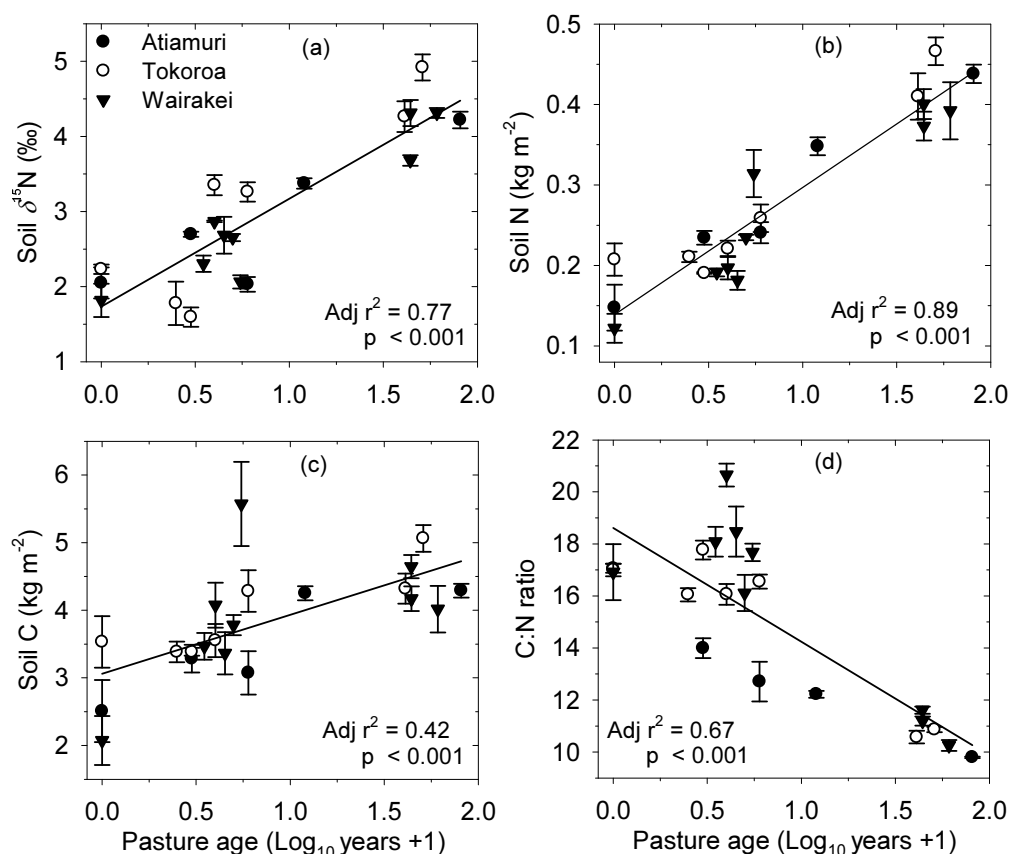 (a)
Atiamuri
Tokoroa
Wairakei
5
4
3
2
1
Soil δ¹⁵N (‰)
Adj r² = 0.77
p < 0.001
0.0 0.5 1.0 1.5 2.0
(b)
0.5
0.4
0.3
0.2
0.1
Soil N (kg m⁻²)
Adj r² = 0.89
p < 0.001
0.0 0.5 1.0 1.5 2.0
(c)
6
5
4
3
2
Soil C (kg m⁻²)
Adj r² = 0.42
p < 0.001
0.0 0.5 1.0 1.5 2.0
Pasture age (Log₁₀ years +1)
(d)
22
20
18
16
14
12
10
C:N ratio
Adj r² = 0.67
p < 0.001
0.0 0.5 1.0 1.5 2.0
Pasture age (Log₁₀ years +1)